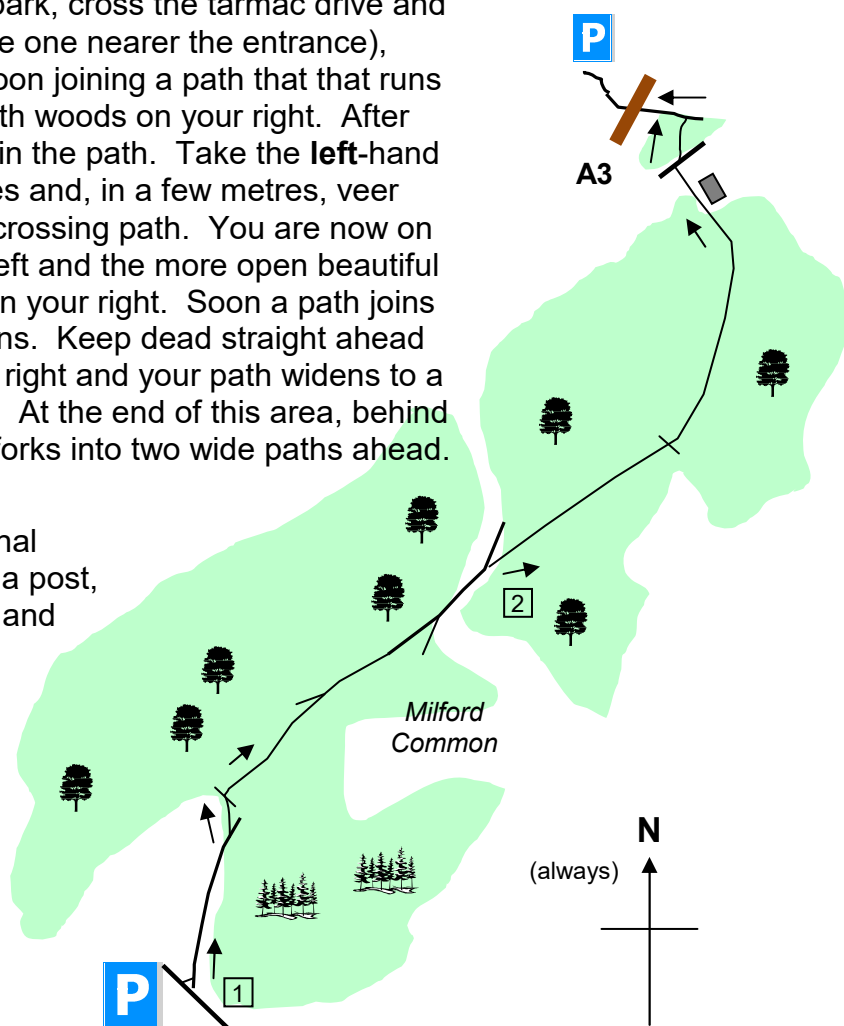 park, cross the tarmac drive and
e one nearer the entrance),
oon joining a path that that runs
th woods on your right. After
in the path. Take the left-hand
es and, in a few metres, veer
crossing path. You are now on
eft and the more open beautiful
n your right. Soon a path joins
ns. Keep dead straight ahead
right and your path widens to a
At the end of this area, behind
forks into two wide paths ahead.
nal
a post,
and
P
A3
2
Milford
Common
N
(always)
1
P